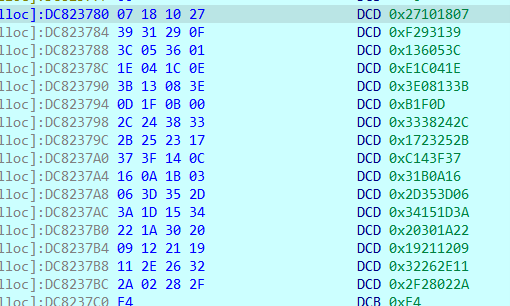 lloc]:DC823780 07 18 10 27 DCD 0x27101807
lloc]:DC823784 39 31 29 0F DCD 0xF293139
lloc]:DC823788 3C 05 36 01 DCD 0x136053C
lloc]:DC82378C 1E 04 1C 0E DCD 0xE1C041E
lloc]:DC823790 3B 13 08 3E DCD 0x3E08133B
lloc]:DC823794 0D 1F 0B 00 DCD 0xB1F0D
lloc]:DC823798 2C 24 38 33 DCD 0x3338242C
lloc]:DC82379C 2B 25 23 17 DCD 0x1723252B
lloc]:DC8237A0 37 3F 14 0C DCD 0xC143F37
lloc]:DC8237A4 16 0A 1B 03 DCD 0x31B0A16
lloc]:DC8237A8 06 3D 35 2D DCD 0x2D353D06
lloc]:DC8237AC 3A 1D 15 34 DCD 0x34151D3A
lloc]:DC8237B0 22 1A 30 20 DCD 0x20301A22
lloc]:DC8237B4 09 12 21 19 DCD 0x19211209
lloc]:DC8237B8 11 2E 26 32 DCD 0x32262E11
lloc]:DC8237BC 2A 02 28 2F DCD 0x2F28022A
lloc]:DC8237C0 E4 DCB 0xE4